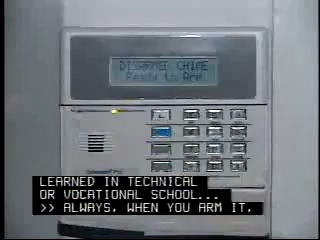 DISARMED CHIME
Ready to Arm
LEARNED IN TECHNICAL
OR VOCATIONAL SCHOOL...
>> ALWAYS, WHEN YOU ARM IT,